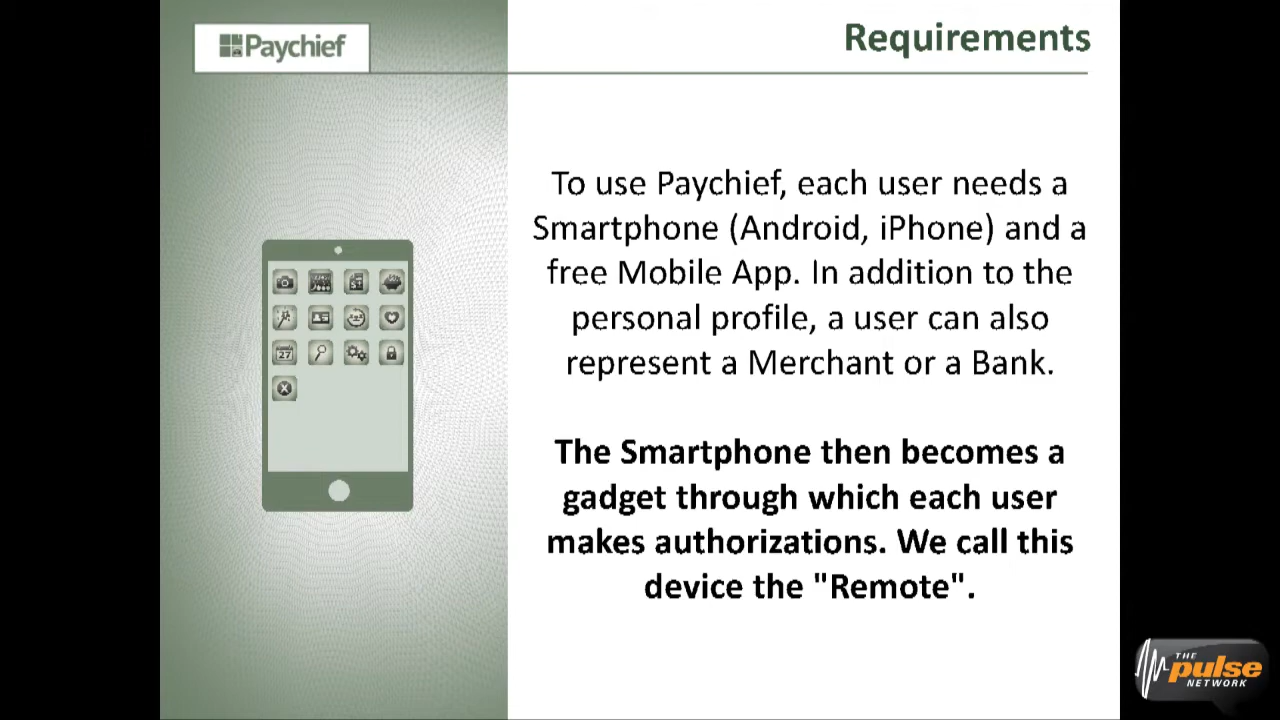 Paychief
Requirements
To use Paychief, each user needs a
Smartphone (Android, iPhone) and a
free Mobile App. In addition to the
personal profile, a user can also
represent a Merchant or a Bank.
The Smartphone then becomes a
gadget through which each user
makes authorizations. We call this
device the "Remote".
27
THE
pulse
NETWORK